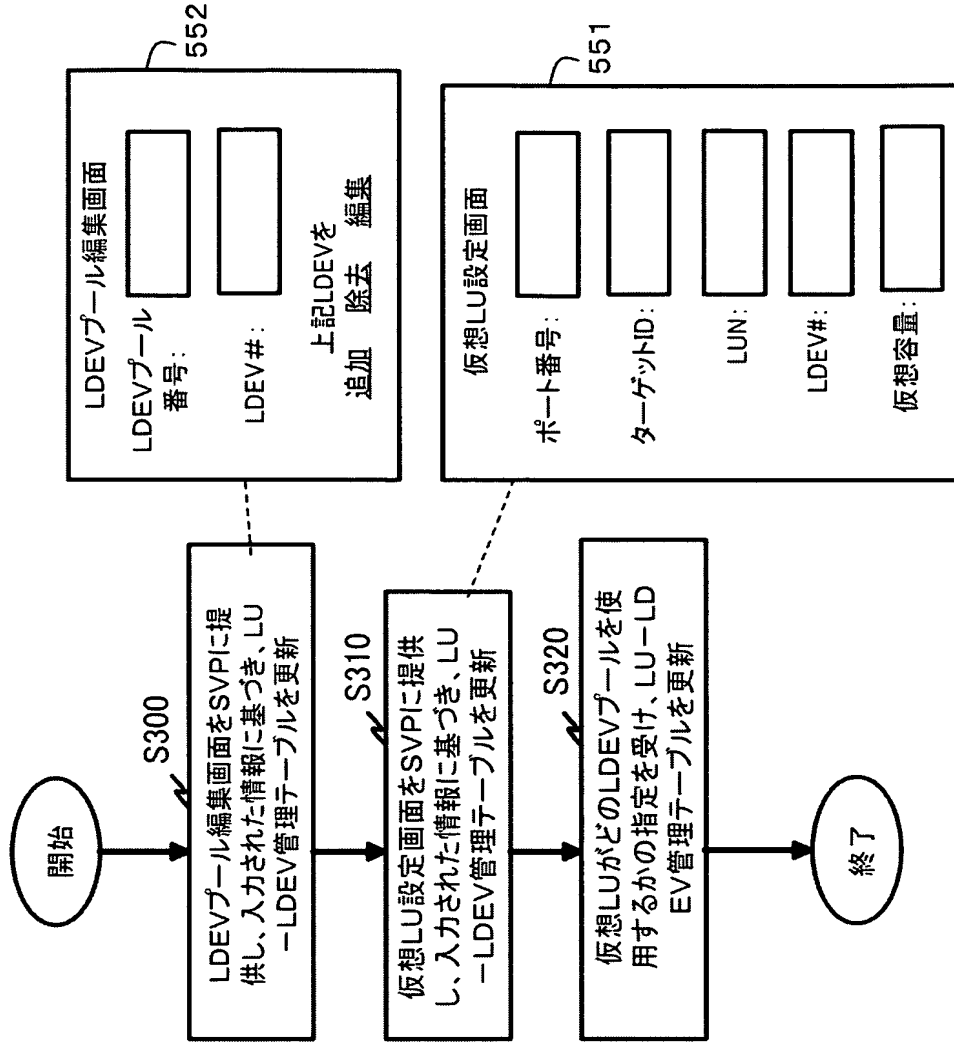 開始
S300
LDEVプール編集画面をSVPに提
供し、入力された情報に基づき、LU
－LDEV管理テーブルを更新
S310
仮想LU設定画面をSVPに提供
し、入力された情報に基づき、LU
－LDEV管理テーブルを更新
S320
仮想LUがどのLDEVプールを使
用するかの指定を受け、LU－LD
EV管理テーブルを更新
終了
552
LDEVプール編集画面
LDEVプール
番号：
LDEV＃：
上記LDEVを
追加 除去 編集
551
仮想LU設定画面
ポート番号：
ターゲットID：
LUN：
LDEV#：
仮想容量：